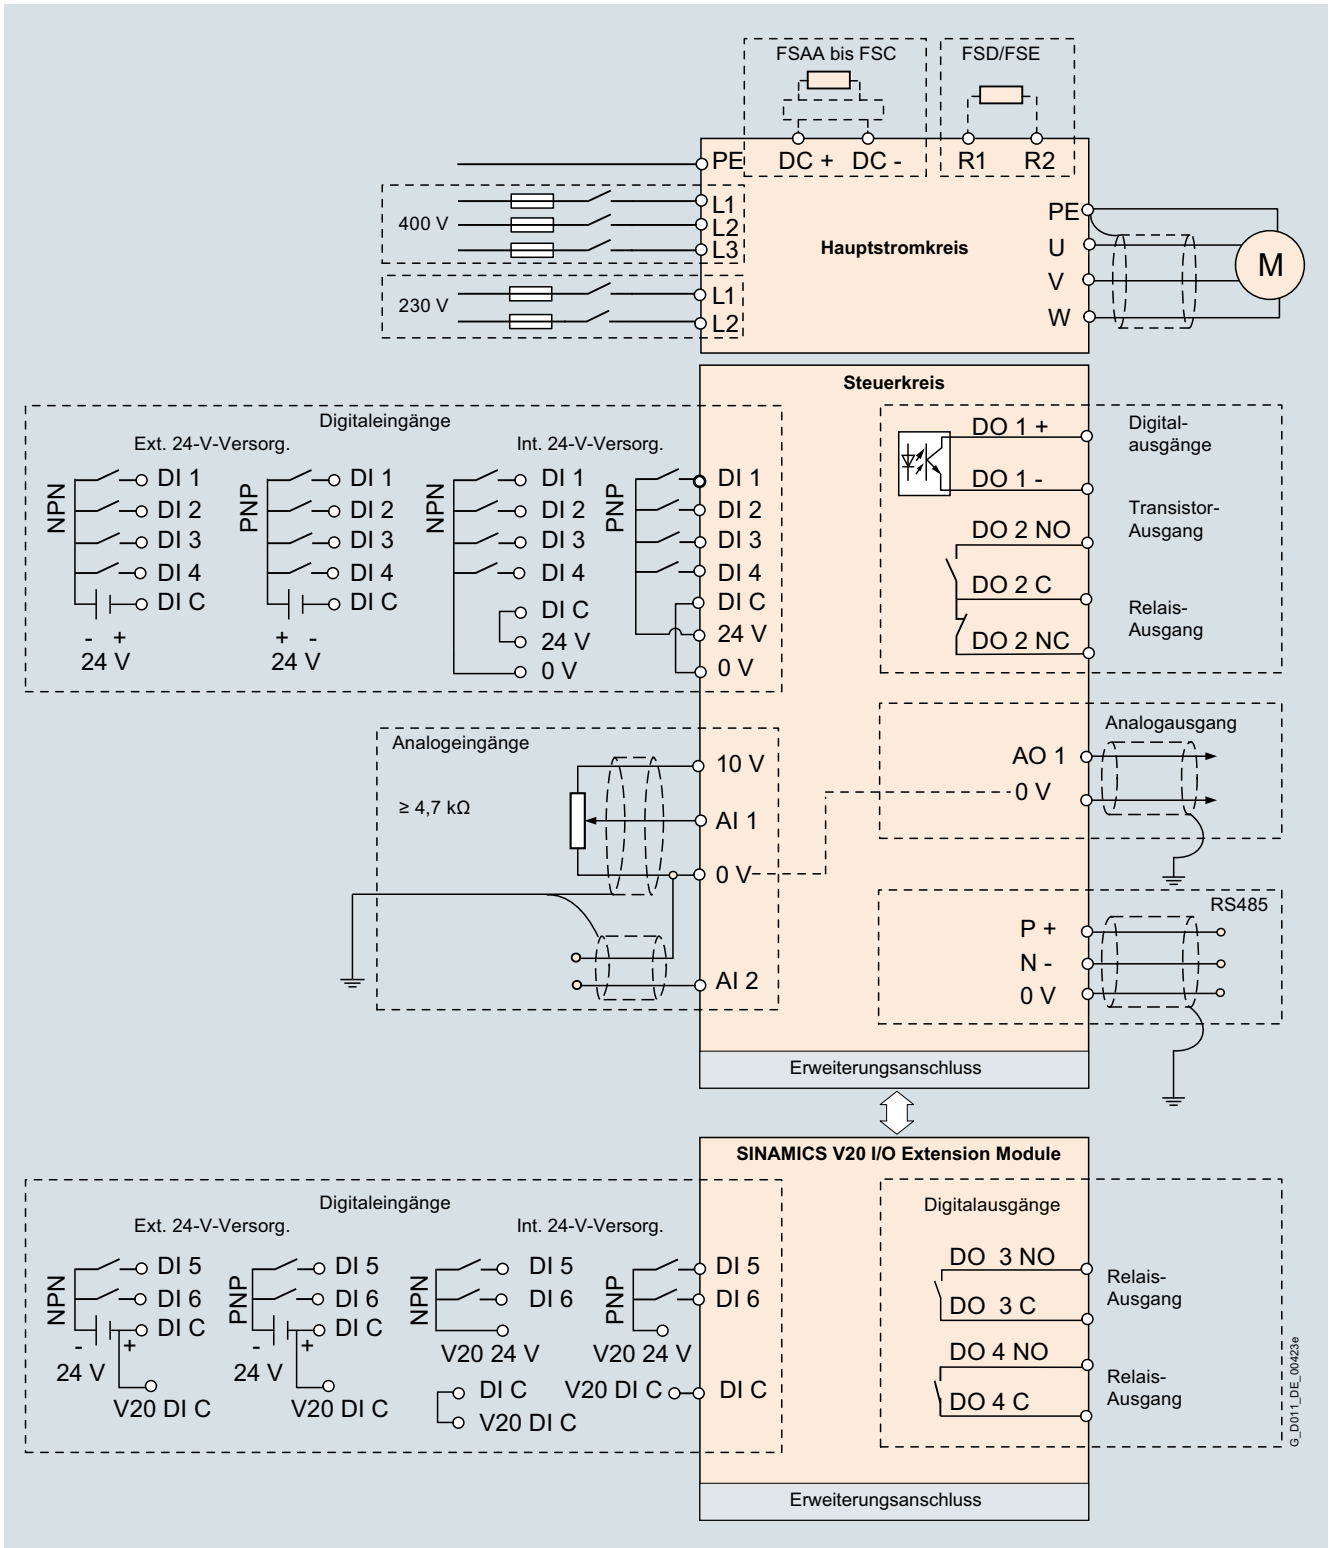 FSAA bis FSC
FSD/FSE
PE
DC + DC -
R1 R2
400 V
L1
L2
L3
230 V
L1
L2
Hauptstromkreis
PE
U
V
W
M
Steuerkreis
Digitaleingänge
Ext. 24-V-Versorg.
Int. 24-V-Versorg.
NPN
DI 1
DI 2
DI 3
DI 4
DI C
- +
24 V
PNP
DI 1
DI 2
DI 3
DI 4
DI C
+ -
24 V
NPN
DI 1
DI 2
DI 3
DI 4
DI C
24 V
0 V
PNP
DI 1
DI 2
DI 3
DI 4
DI C
24 V
0 V
DO 1 +
DO 1 -
DO 2 NO
DO 2 C
DO 2 NC
Digital-
ausgänge
Transistor-
Ausgang
Relais-
Ausgang
Analogeingänge
≥ 4,7 kΩ
10 V
AI 1
0 V
AI 2
Analogausgang
AO 1
0 V
RS485
P +
N -
0 V
Erweiterungsanschluss
SINAMICS V20 I/O Extension Module
Digitaleingänge
Ext. 24-V-Versorg.
Int. 24-V-Versorg.
NPN
DI 5
DI 6
DI C
- +
24 V
V20 DI C
PNP
DI 5
DI 6
DI C
- +
24 V
V20 DI C
NPN
DI 5
DI 6
V20 24 V
DI C
V20 DI C
PNP
DI 5
DI 6
V20 24 V
V20 DI C
DI C
Digitalausgänge
DO 3 NO
DO 3 C
Relais-
Ausgang
DO 4 NO
DO 4 C
Relais-
Ausgang
Erweiterungsanschluss
G_D011_DE_00423e